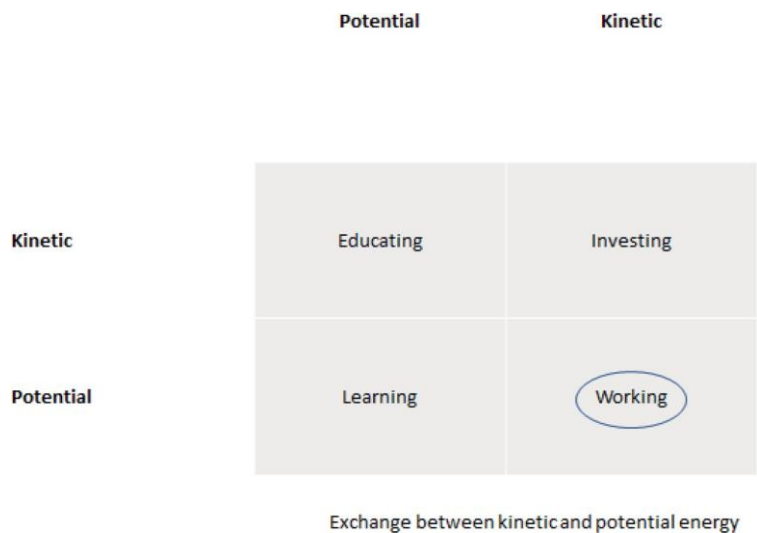 Potential Kinetic
Kinetic Educating Investing
Potential Learning Working
Exchange between kinetic and potential energy